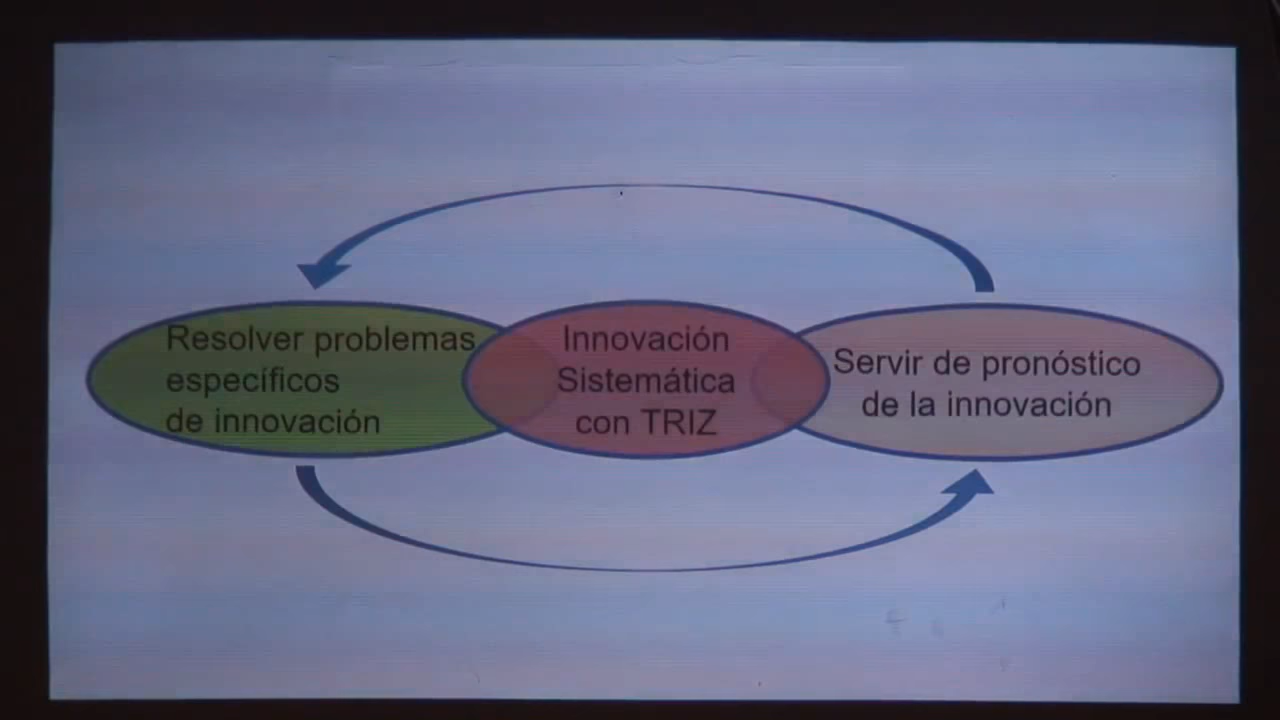 Resolver problemas
específicos
de innovación
Innovación
Sistemática
con TRIZ
Servir de pronóstico
de la innovación